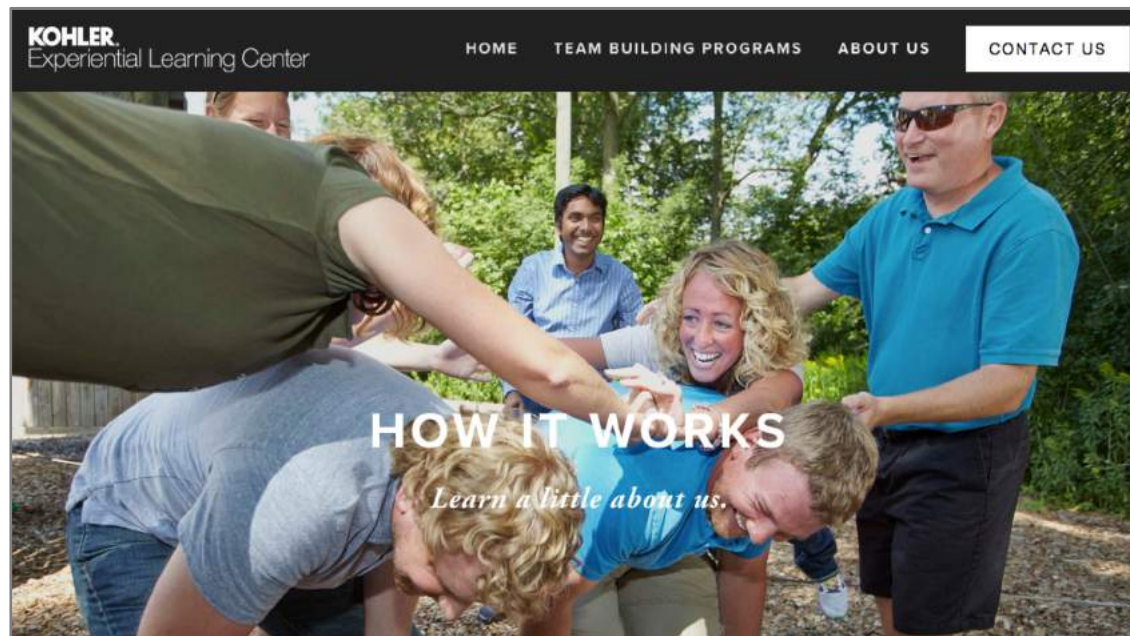 KOHLER.
Experiential Learning Center
HOME TEAM BUILDING PROGRAMS ABOUT US CONTACT US
HOW IT WORKS
Learn a little about us.